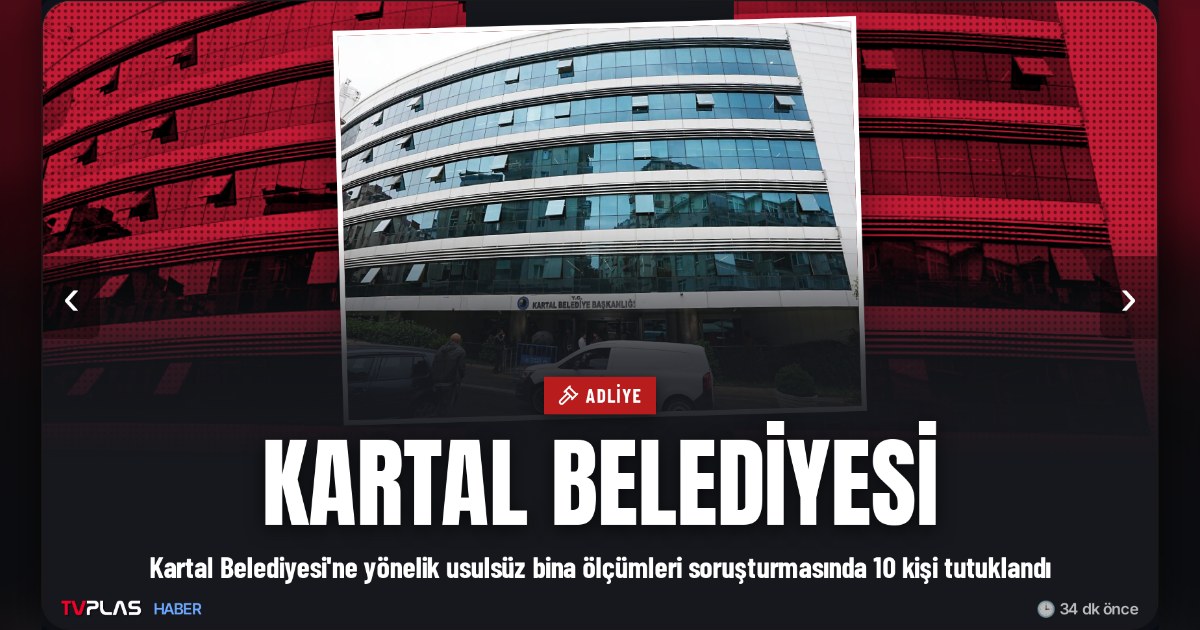 T.C.
KARTAL BELEDİYE BAŞKANLIĞI
ADLİYE
KARTAL BELEDİYESİ
Kartal Belediyesi'ne yönelik usulsüz bina ölçümleri soruşturmasında 10 kişi tutuklandı
TVPLAS HABER
34 dk önce